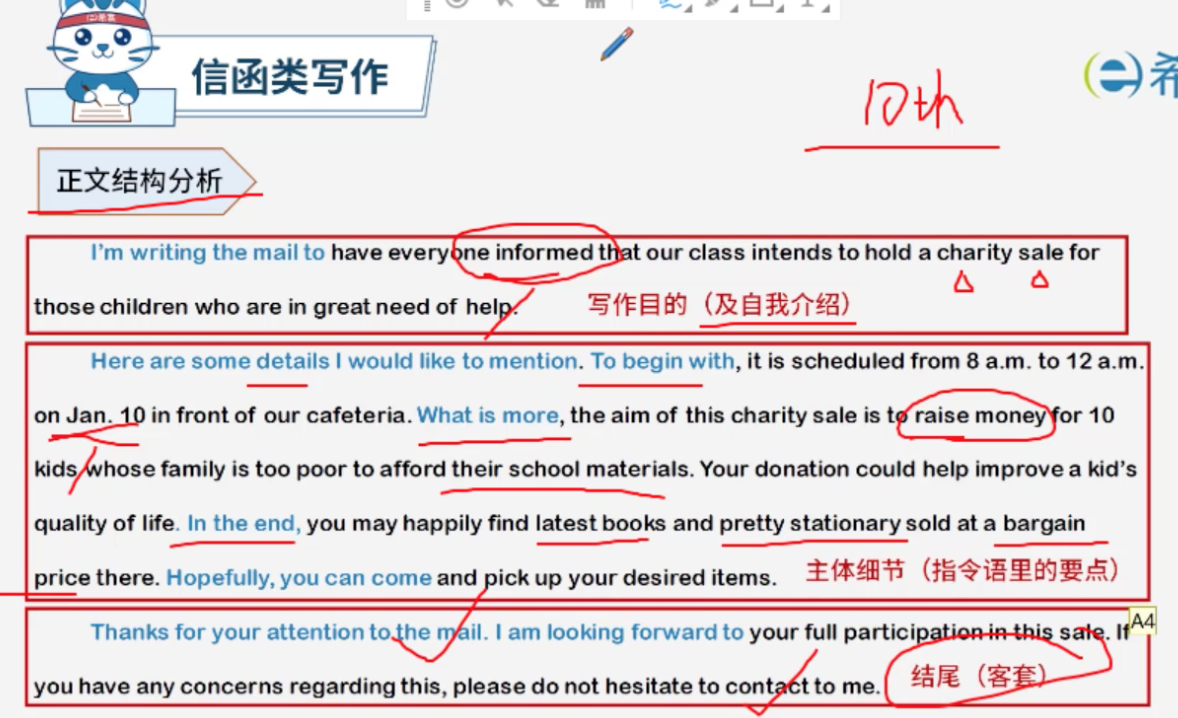 信函类写作
10th
希
正文结构分析
I'm writing the mail to have everyone informed that our class intends to hold a charity sale for
those children who are in great need of help.
写作目的（及自我介绍）
Here are some details I would like to mention. To begin with, it is scheduled from 8 a.m. to 12 a.m.
on Jan. 10 in front of our cafeteria. What is more, the aim of this charity sale is to raise money for 10
kids whose family is too poor to afford their school materials. Your donation could help improve a kid's
quality of life. In the end, you may happily find latest books and pretty stationary sold at a bargain
price there. Hopefully, you can come and pick up your desired items.
主体细节（指令语里的要点）
Thanks for your attention to the mail. I am looking forward to your full participation in this sale. If
A4
you have any concerns regarding this, please do not hesitate to contact to me.
结尾（客套）